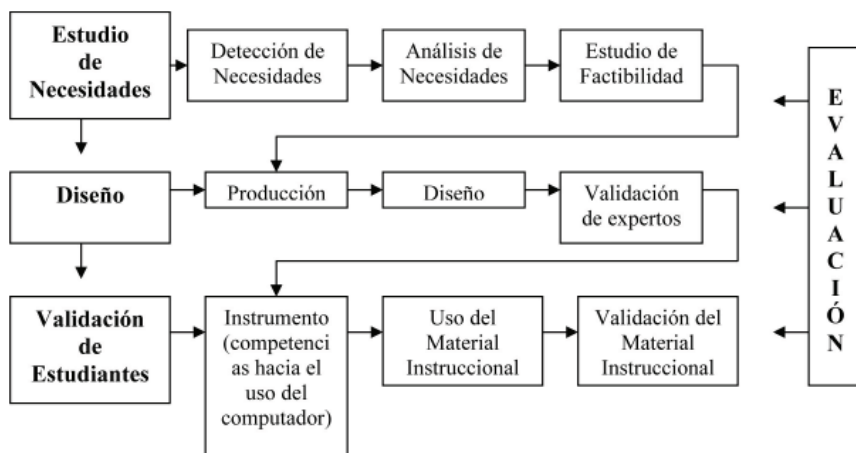 Estudio
de
Necesidades
Detección de
Necesidades
Análisis de
Necesidades
Estudio de
Factibilidad
Diseño
Producción
Diseño
Validación
de expertos
Validación
de
Estudiantes
Instrumento
(competenci
as hacia el
uso del
computador)
Uso del
Material
Instruccional
Validación del
Material
Instruccional
E
V
A
L
U
A
C
I
Ó
N